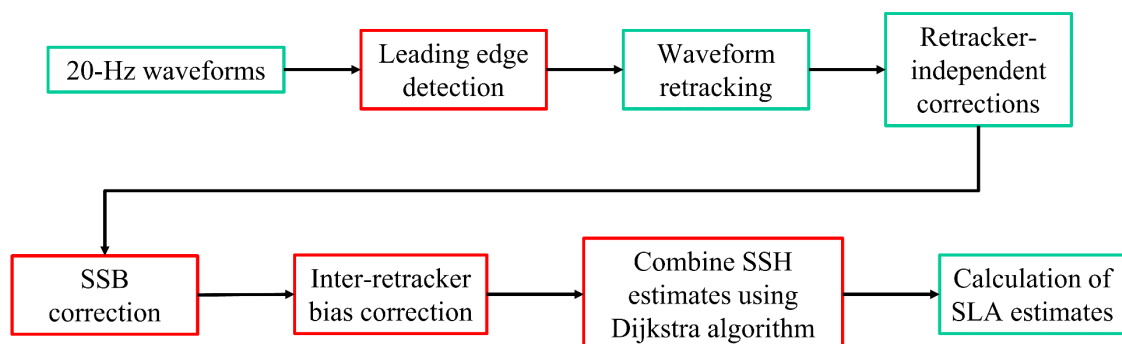 20-Hz waveforms
Leading edge
detection
Waveform
retracking
Retracker-
independent
corrections
SSB
correction
Inter-retracker
bias correction
Combine SSH
estimates using
Dijkstra algorithm
Calculation of
SLA estimates